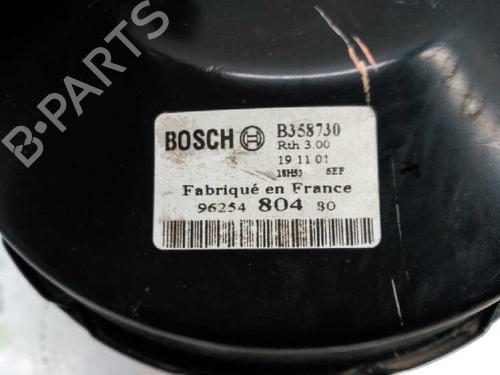 B-PARTS
BOSCH B358730
Rth 3.00
19 11 01
18H53 5EF
Fabriqué en France
96254 804 80